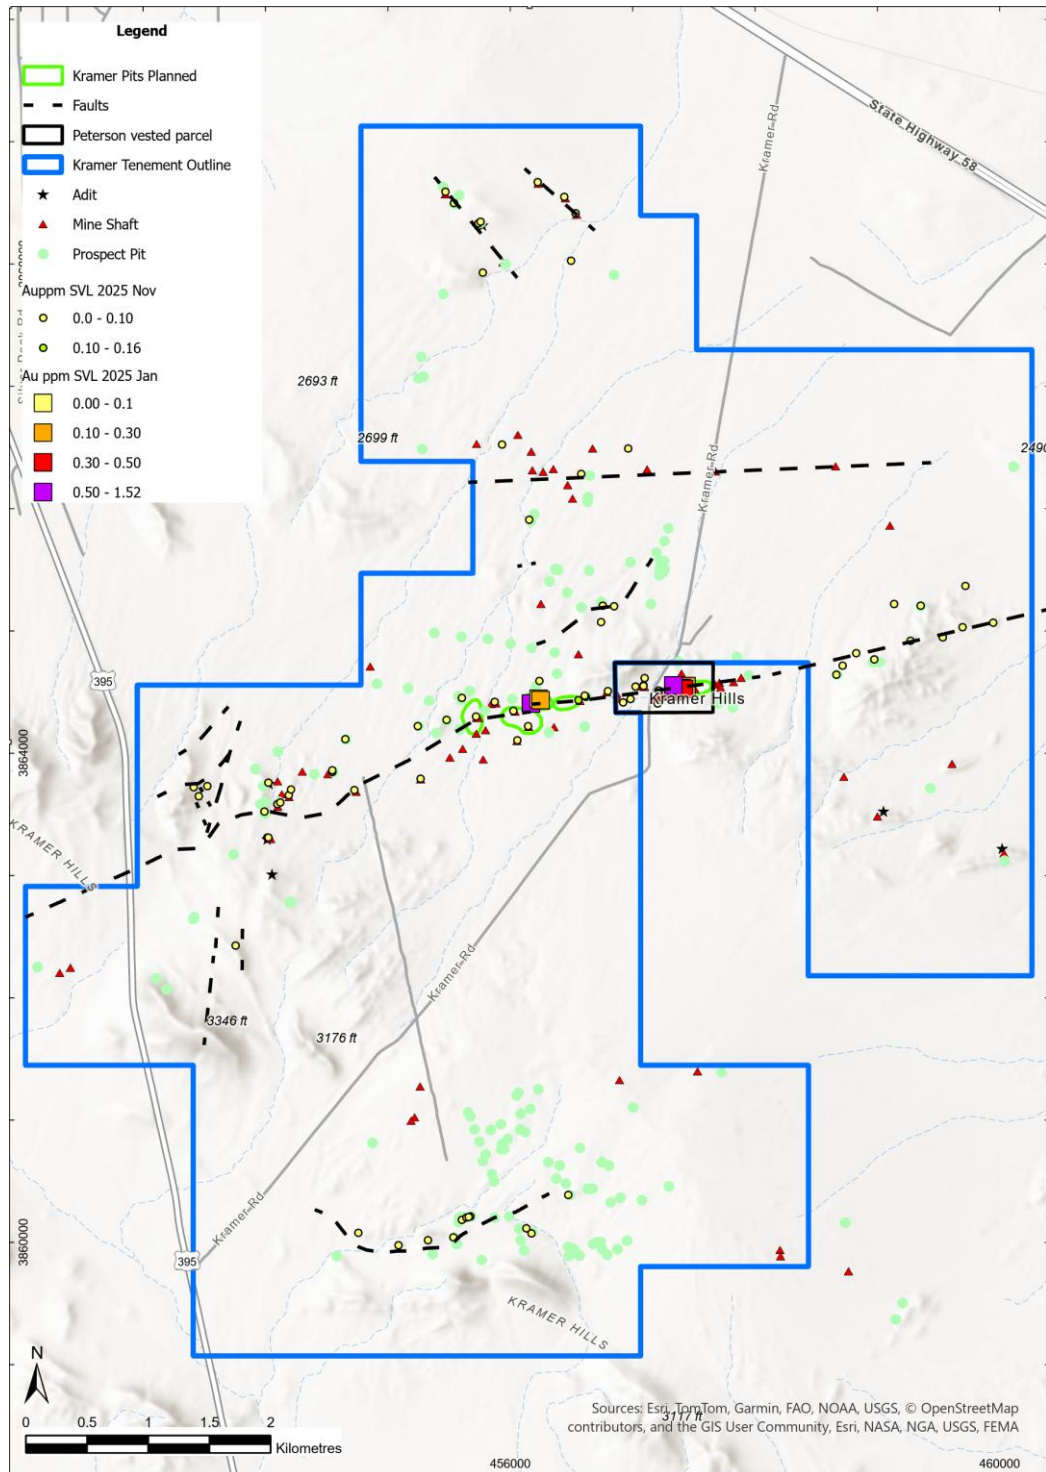 Legend
Kramer Pits Planned
Faults
Peterson vested parcel
Kramer Tenement Outline
Adit
Mine Shaft
Prospect Pit
Auppm SVL 2025 Nov
0.0 - 0.10
0.10 - 0.16
Au ppm SVL 2025 Jan
0.00 - 0.1
0.10 - 0.30
0.30 - 0.50
0.50 - 1.52
State Highway 58
Kramer-Rd
2693 ft
2699 ft
Kramer-Rd
395
Kramer Hills
3864000
KRAMER HILLS
Kramer-Rd
3346 ft
3176 ft
Kramer-Rd
3860000
395
KRAMER HILLS
N
0 0.5 1 1.5 2
Kilometres
3117 ft
Sources: Esri, TomTom, Garmin, FAO, NOAA, USGS, © OpenStreetMap
contributors, and the GIS User Community, Esri, NASA, NGA, USGS, FEMA
456000 460000